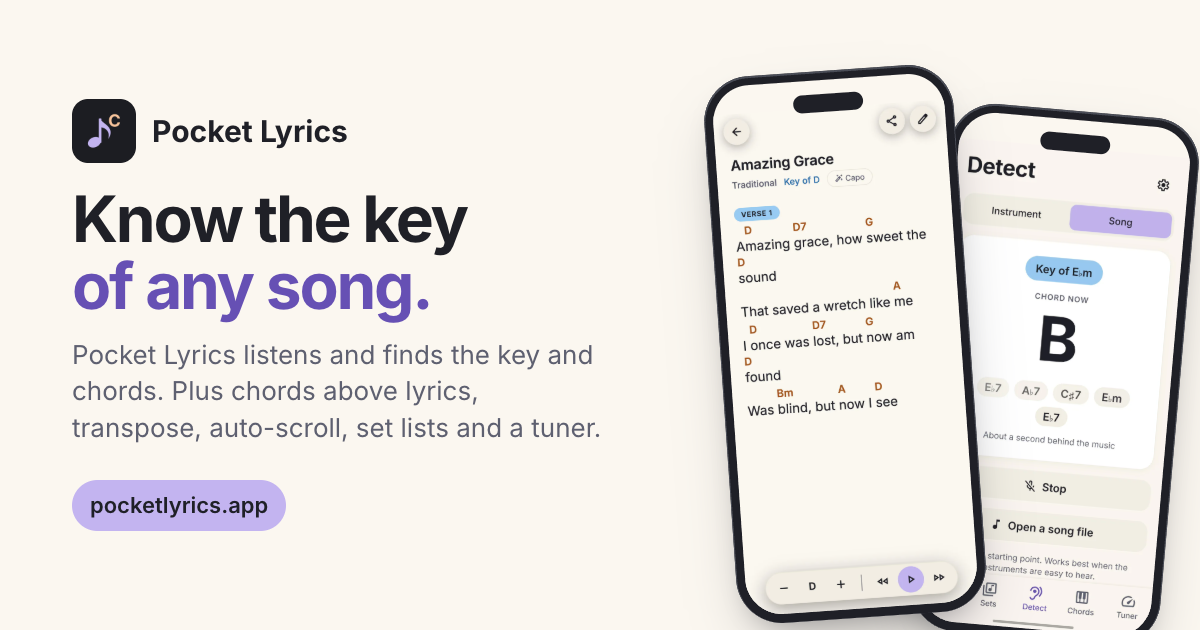 C
Pocket Lyrics
Know the key
of any song.
Pocket Lyrics listens and finds the key and
chords. Plus chords above lyrics,
transpose, auto-scroll, set lists and a tuner.
pocketlyrics.app
Amazing Grace
Traditional Key of D Capo
VERSE 1
D D7 G
Amazing grace, how sweet the
D
sound
A
That saved a wretch like me
D D7 G
I once was lost, but now am
D
found
Bm A D
Was blind, but now I see
− D +
Detect
Instrument Song
Key of E♭m
CHORD NOW
B
E♭7 A♭7 C♯7 E♭m
E♭7
About a second behind the music
Stop
Open a song file
starting point. Works best when the
are easy to hear.
Sets Detect Chords Tuner